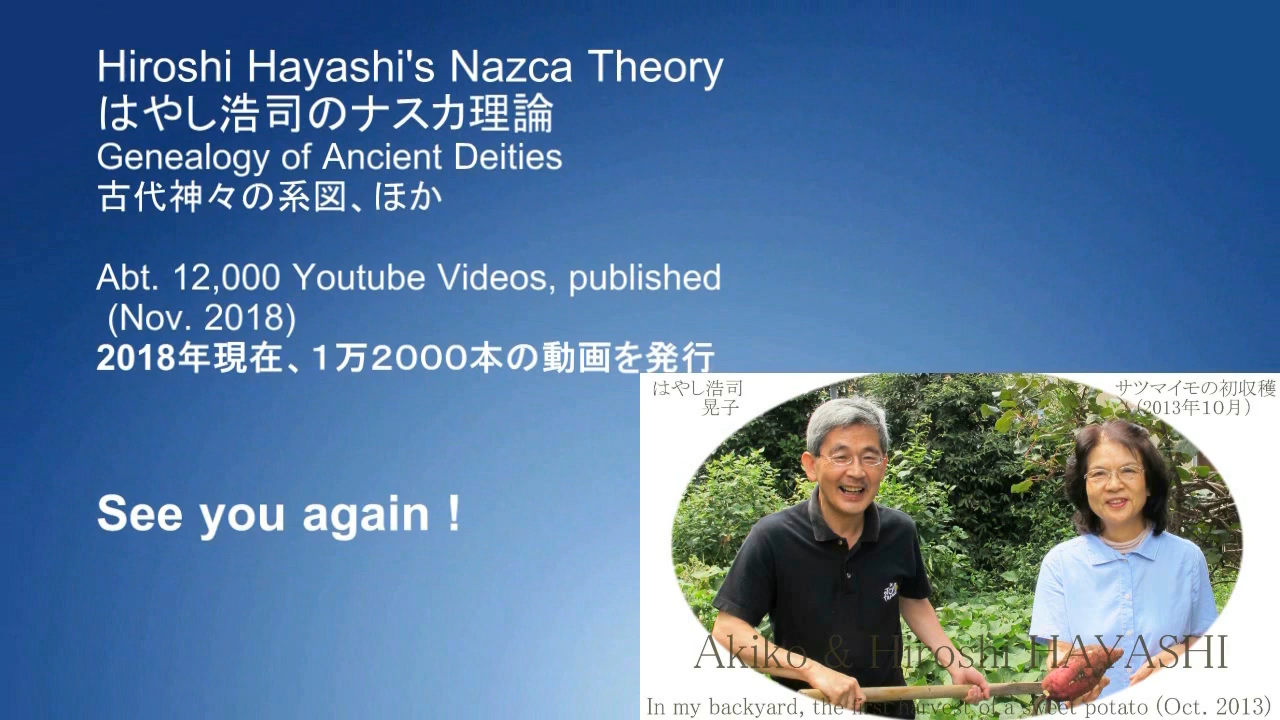 Hiroshi Hayashi's Nazca Theory
はやし浩司のナスカ理論
Genealogy of Ancient Deities
古代神々の系図、ほか
Abt. 12,000 Youtube Videos, published
(Nov. 2018)
2018年現在、１万２０００本の動画を発行
See you again !
はやし浩司
晃子
サツマイモの初収穫
(2013年10月)
Akiko & Hiroshi HAYASHI
In my backyard, the first harvest of a sweet potato (Oct. 2013)